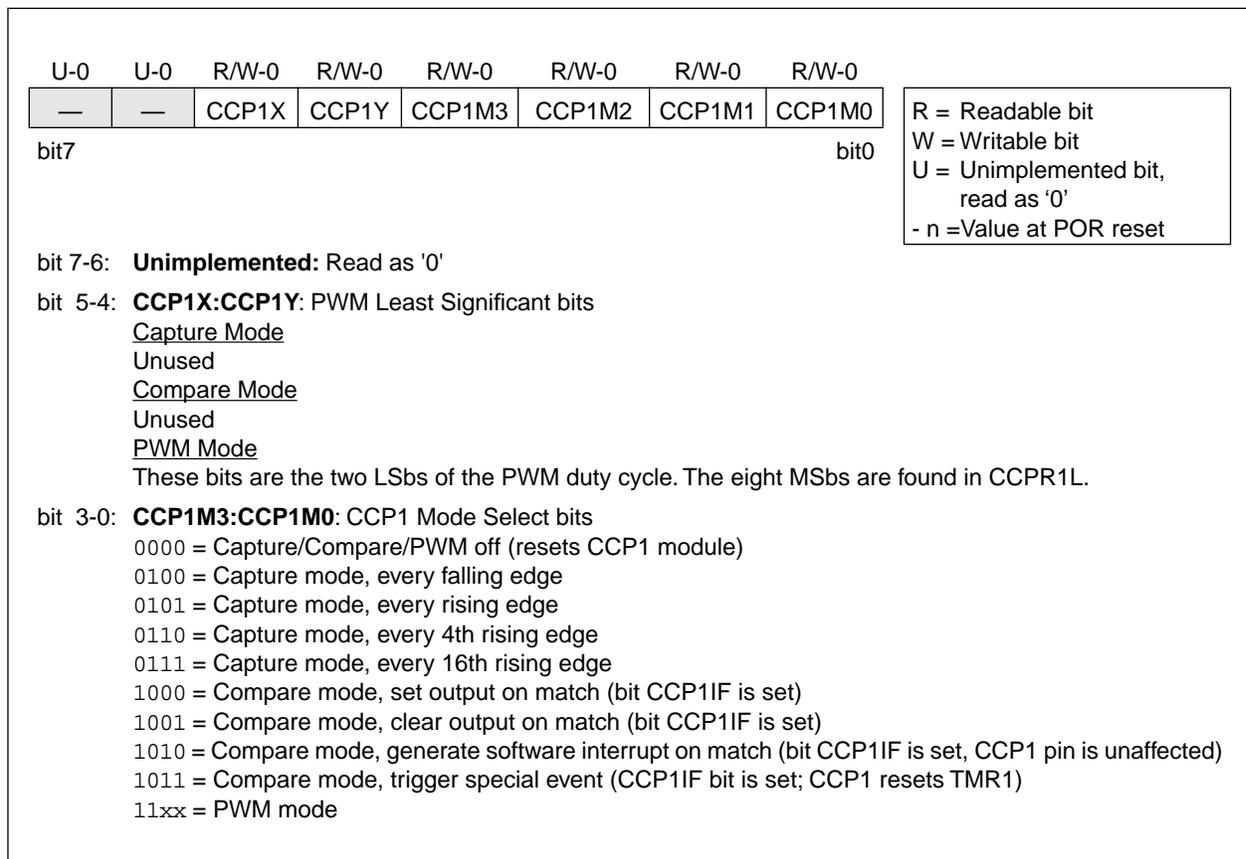 U-0 U-0 R/W-0 R/W-0 R/W-0 R/W-0 R/W-0 R/W-0
— — CCP1X CCP1Y CCP1M3 CCP1M2 CCP1M1 CCP1M0
bit7 bit0
R = Readable bit
W = Writable bit
U = Unimplemented bit,
read as ‘0’
- n =Value at POR reset
bit 7-6: Unimplemented: Read as '0'
bit 5-4: CCP1X:CCP1Y: PWM Least Significant bits
Capture Mode
Unused
Compare Mode
Unused
PWM Mode
These bits are the two LSbs of the PWM duty cycle. The eight MSbs are found in CCPR1L.
bit 3-0: CCP1M3:CCP1M0: CCP1 Mode Select bits
0000 = Capture/Compare/PWM off (resets CCP1 module)
0100 = Capture mode, every falling edge
0101 = Capture mode, every rising edge
0110 = Capture mode, every 4th rising edge
0111 = Capture mode, every 16th rising edge
1000 = Compare mode, set output on match (bit CCP1IF is set)
1001 = Compare mode, clear output on match (bit CCP1IF is set)
1010 = Compare mode, generate software interrupt on match (bit CCP1IF is set, CCP1 pin is unaffected)
1011 = Compare mode, trigger special event (CCP1IF bit is set; CCP1 resets TMR1)
11xx = PWM mode